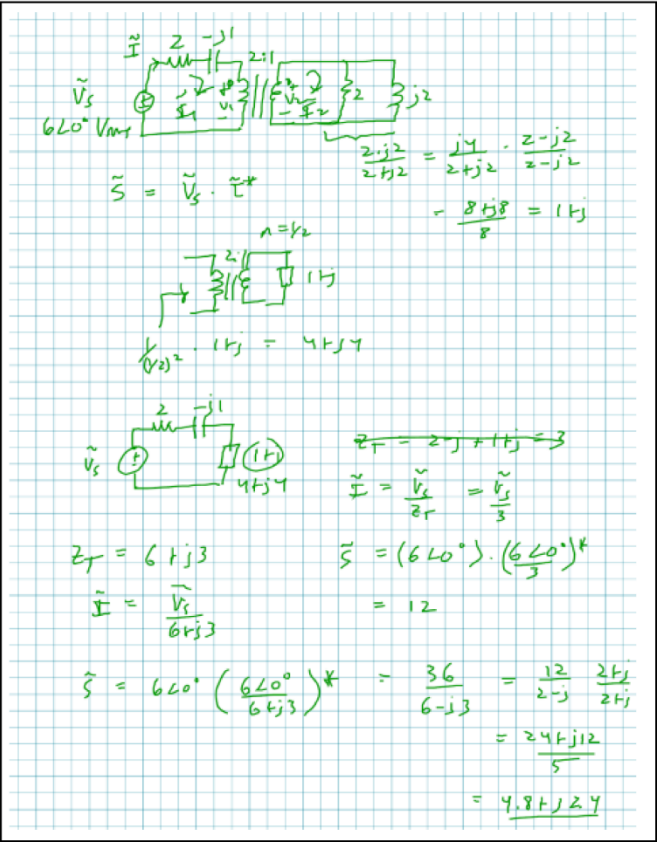 Ĩ 2 -j1
2:1
Ṽs
6∠0° Vrms
+ Ĩ1 + V1 - + V2 - Ĩ2 2 j2
2·j2/2+j2 = j4/2+j2 · 2-j2/2-j2
S̃ = Ṽs · Ĩ*
= 8+j8/8 = 1+j
n=1/2
2:1 1+j
1/(1/2)² · 1+j = 4+j4
2 -j1
Ṽs + 1+j
4+j4
ZT = 2-j+1+j = 3
Ĩ = Ṽs/ZT = Ṽs/3
ZT = 6+j3
S̃ = (6∠0°)·(6∠0°/3)*
Ĩ = Ṽs/6+j3
= 12
S̃ = 6∠0° (6∠0°/6+j3)* = 36/6-j3 = 12/2-j 2+j/2+j
= 24+j12/5
= 4.8+j2.4